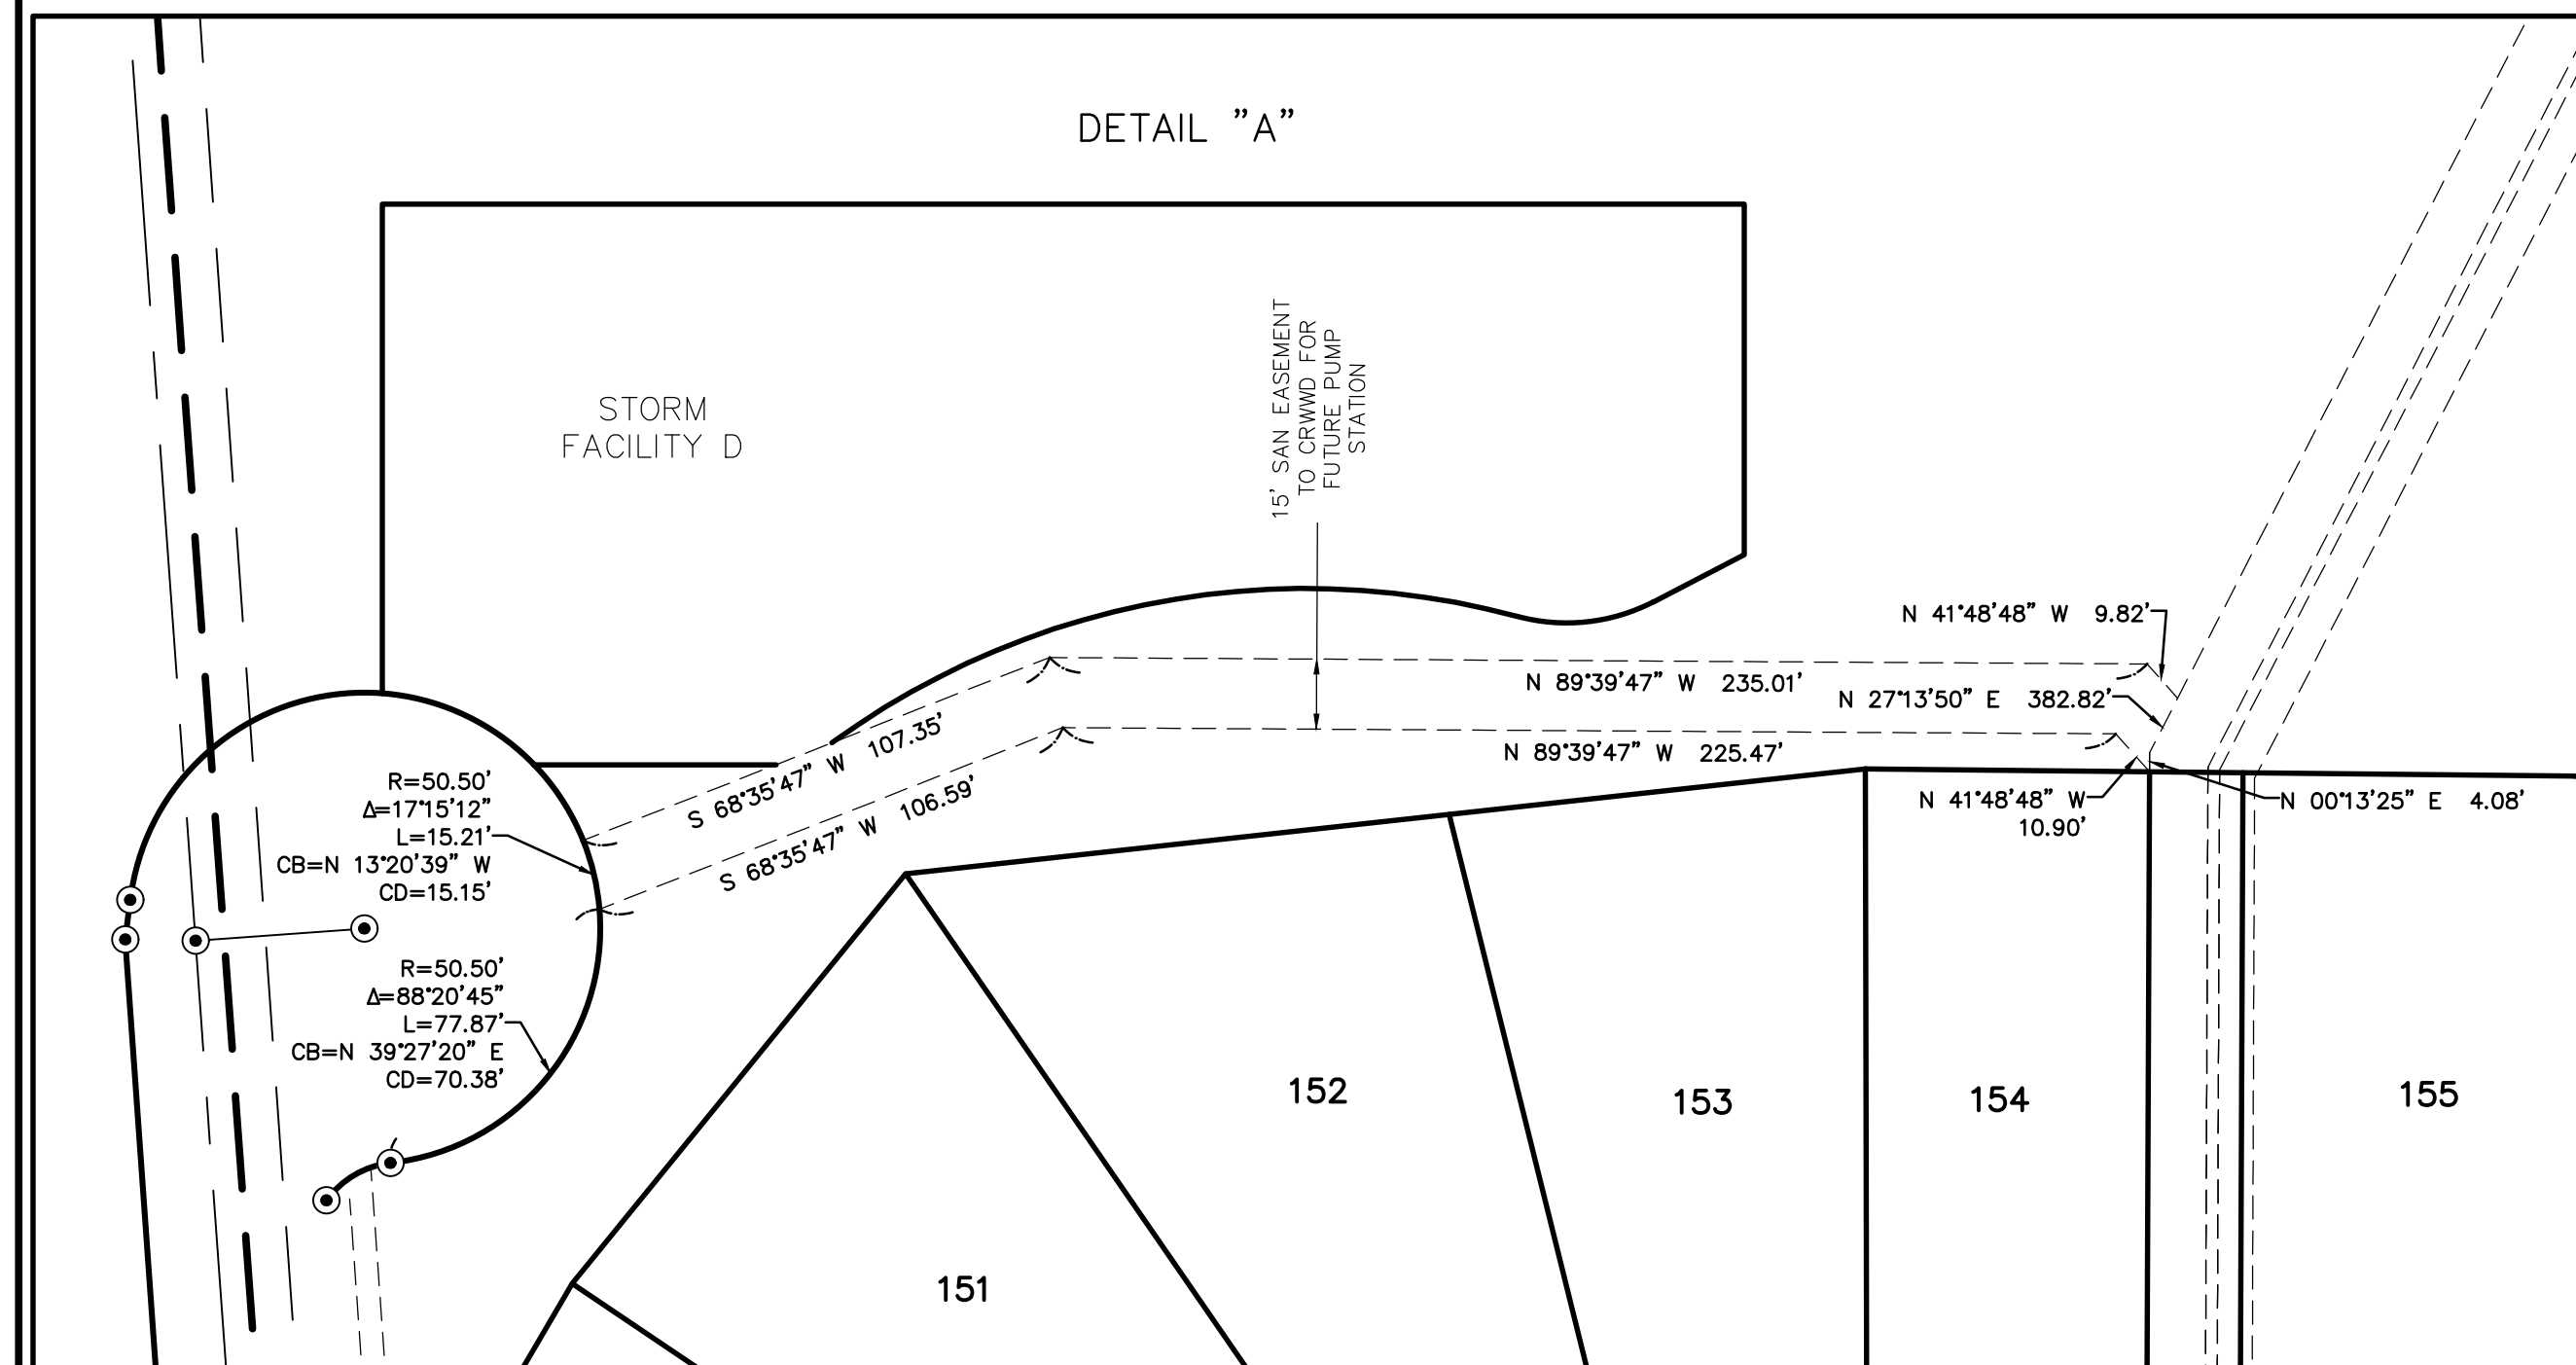 DETAIL "A"
15' SAN EASEMENT
TO CRWWD FOR
FUTURE PUMP
STATION
STORM
FACILITY D
N 41°48'48" W 9.82'
N 89°39'47" W 235.01'
N 27°13'50" E 382.82'
S 68°35'47" W 107.35'
N 89°39'47" W 225.47'
S 68°35'47" W 106.59'
N 41°48'48" W
10.90'
N 00°13'25" E 4.08'
R=50.50'
Δ=17°15'12"
L=15.21'
CB=N 13°20'39" W
CD=15.15'
R=50.50'
Δ=88°20'45"
L=77.87'
CB=N 39°27'20" E
CD=70.38'
152
153
154
155
151